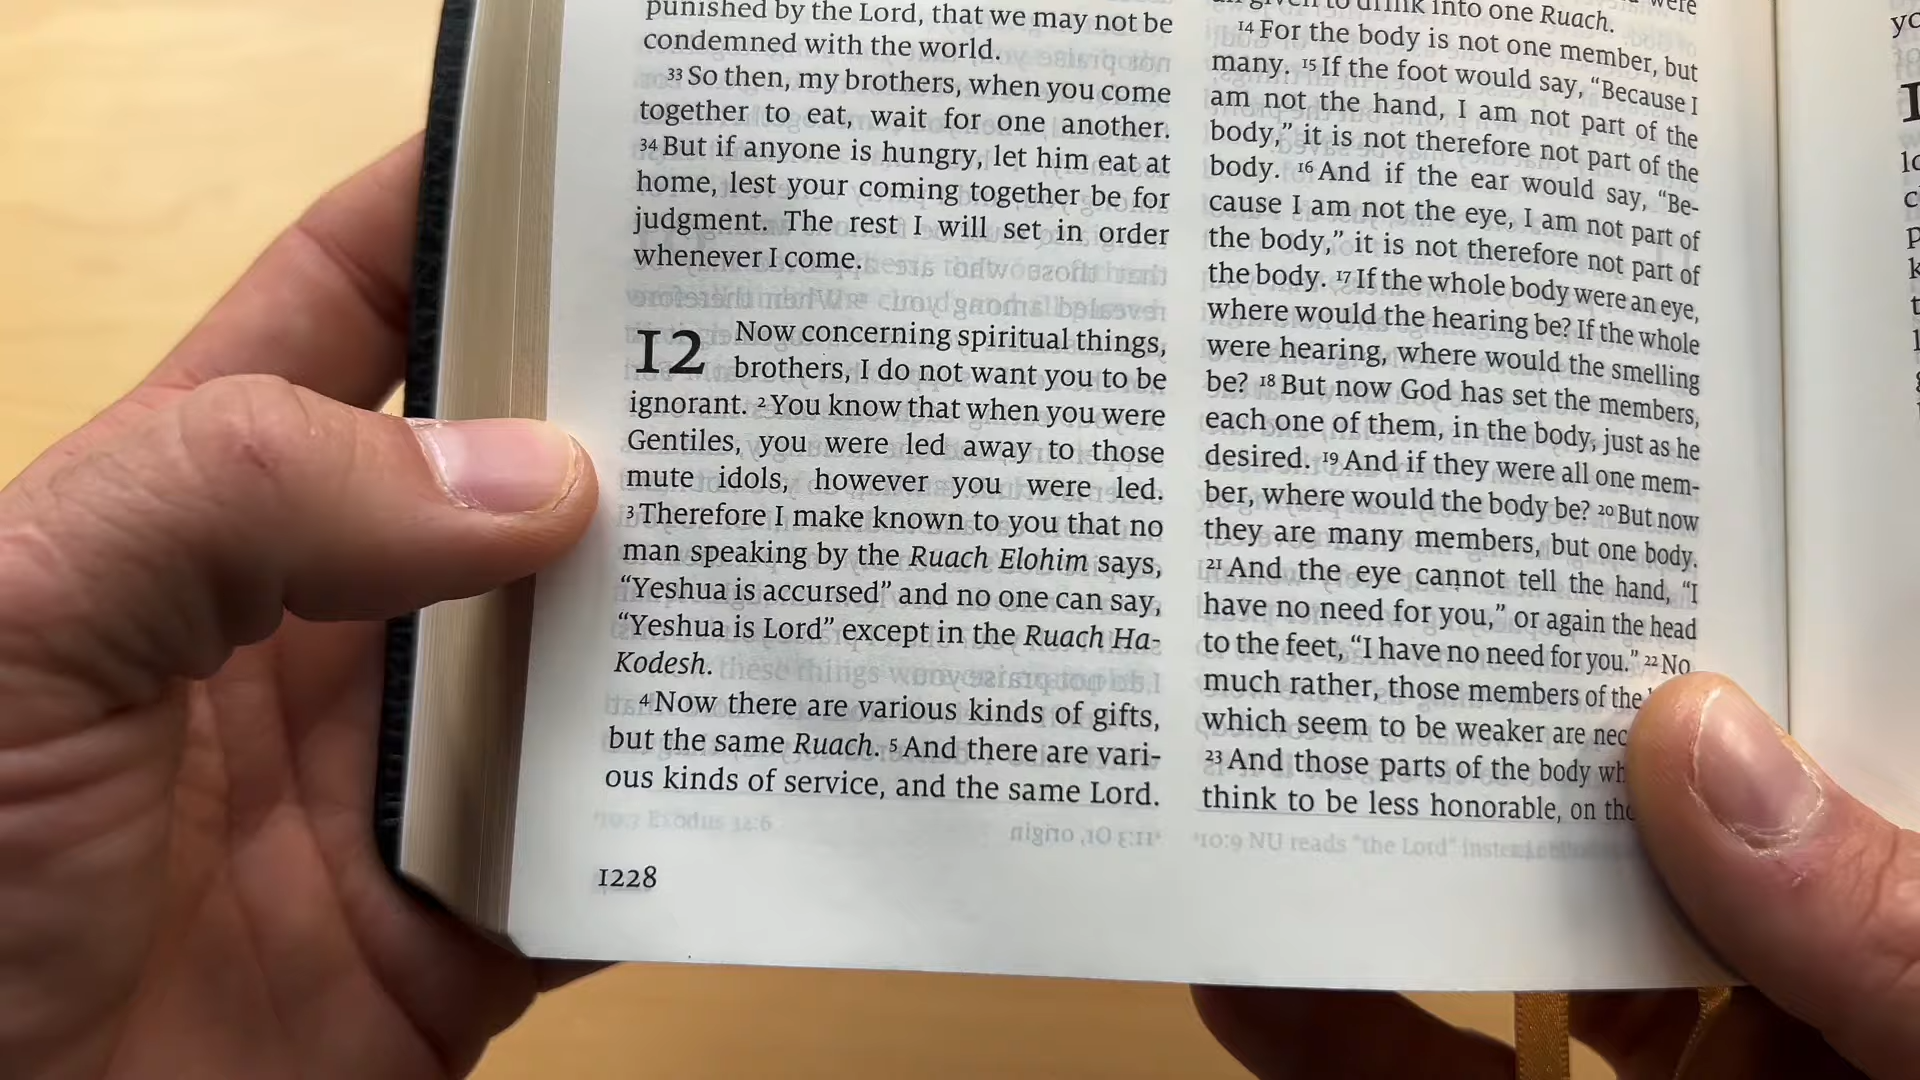 punished by the Lord, that we may not be
condemned with the world.
33 So then, my brothers, when you come
together to eat, wait for one another.
34 But if anyone is hungry, let him eat at
home, lest your coming together be for
judgment. The rest I will set in order
whenever I come.
12 Now concerning spiritual things,
brothers, I do not want you to be
ignorant. 2 You know that when you were
Gentiles, you were led away to those
mute idols, however you were led.
3 Therefore I make known to you that no
man speaking by the Ruach Elohim says,
“Yeshua is accursed” and no one can say,
“Yeshua is Lord” except in the Ruach Ha-
Kodesh.
4 Now there are various kinds of gifts,
but the same Ruach. 5 And there are vari-
ous kinds of service, and the same Lord.
1228
were
given to drink into one Ruach.
14 For the body is not one member, but
many. 15 If the foot would say, “Because I
am not the hand, I am not part of the
body,” it is not therefore not part of the
body. 16 And if the ear would say, “Be-
cause I am not the eye, I am not part of
the body,” it is not therefore not part of
the body. 17 If the whole body were an eye,
where would the hearing be? If the whole
were hearing, where would the smelling
be? 18 But now God has set the members,
each one of them, in the body, just as he
desired. 19 And if they were all one mem-
ber, where would the body be? 20 But now
they are many members, but one body.
21 And the eye cannot tell the hand, “I
have no need for you,” or again the head
to the feet, “I have no need for you.” 22 No
much rather, those members of the
which seem to be weaker are nec
23 And those parts of the body wh
think to be less honorable, on tho